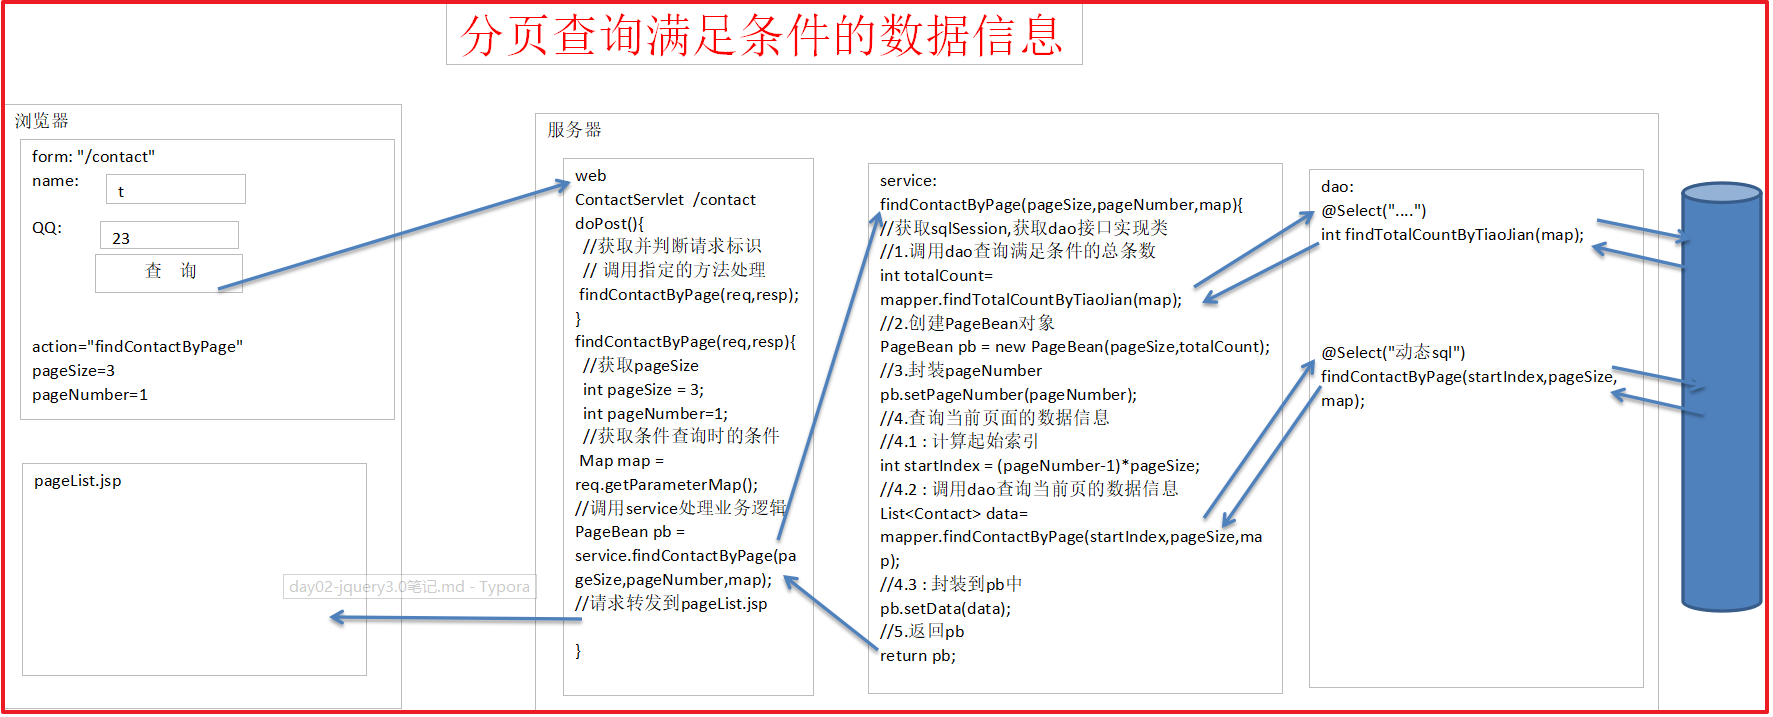 分页查询满足条件的数据信息
浏览器
form: "/contact"
name:
t
QQ:
23
查 询
action="findContactByPage"
pageSize=3
pageNumber=1
pageList.jsp
day02-jquery3.0笔记.md - Typora
服务器
web
ContactServlet /contact
doPost(){
//获取并判断请求标识
// 调用指定的方法处理
findContactByPage(req,resp);
}
findContactByPage(req,resp){
//获取pageSize
int pageSize = 3;
int pageNumber=1;
//获取条件查询时的条件
Map map =
req.getParameterMap();
//调用service处理业务逻辑
PageBean pb =
service.findContactByPage(pa
geSize,pageNumber,map);
//请求转发到pageList.jsp
}
service:
findContactByPage(pageSize,pageNumber,map){
//获取sqlSession,获取dao接口实现类
//1.调用dao查询满足条件的总条数
int totalCount=
mapper.findTotalCountByTiaoJian(map);
//2.创建PageBean对象
PageBean pb = new PageBean(pageSize,totalCount);
//3.封装pageNumber
pb.setPageNumber(pageNumber);
//4.查询当前页面的数据信息
//4.1 : 计算起始索引
int startIndex = (pageNumber-1)*pageSize;
//4.2 : 调用dao查询当前页的数据信息
List<Contact> data=
mapper.findContactByPage(startIndex,pageSize,ma
p);
//4.3 : 封装到pb中
pb.setData(data);
//5.返回pb
return pb;
dao:
@Select("....")
int findTotalCountByTiaoJian(map);
@Select("动态sql")
findContactByPage(startIndex,pageSize,
map);